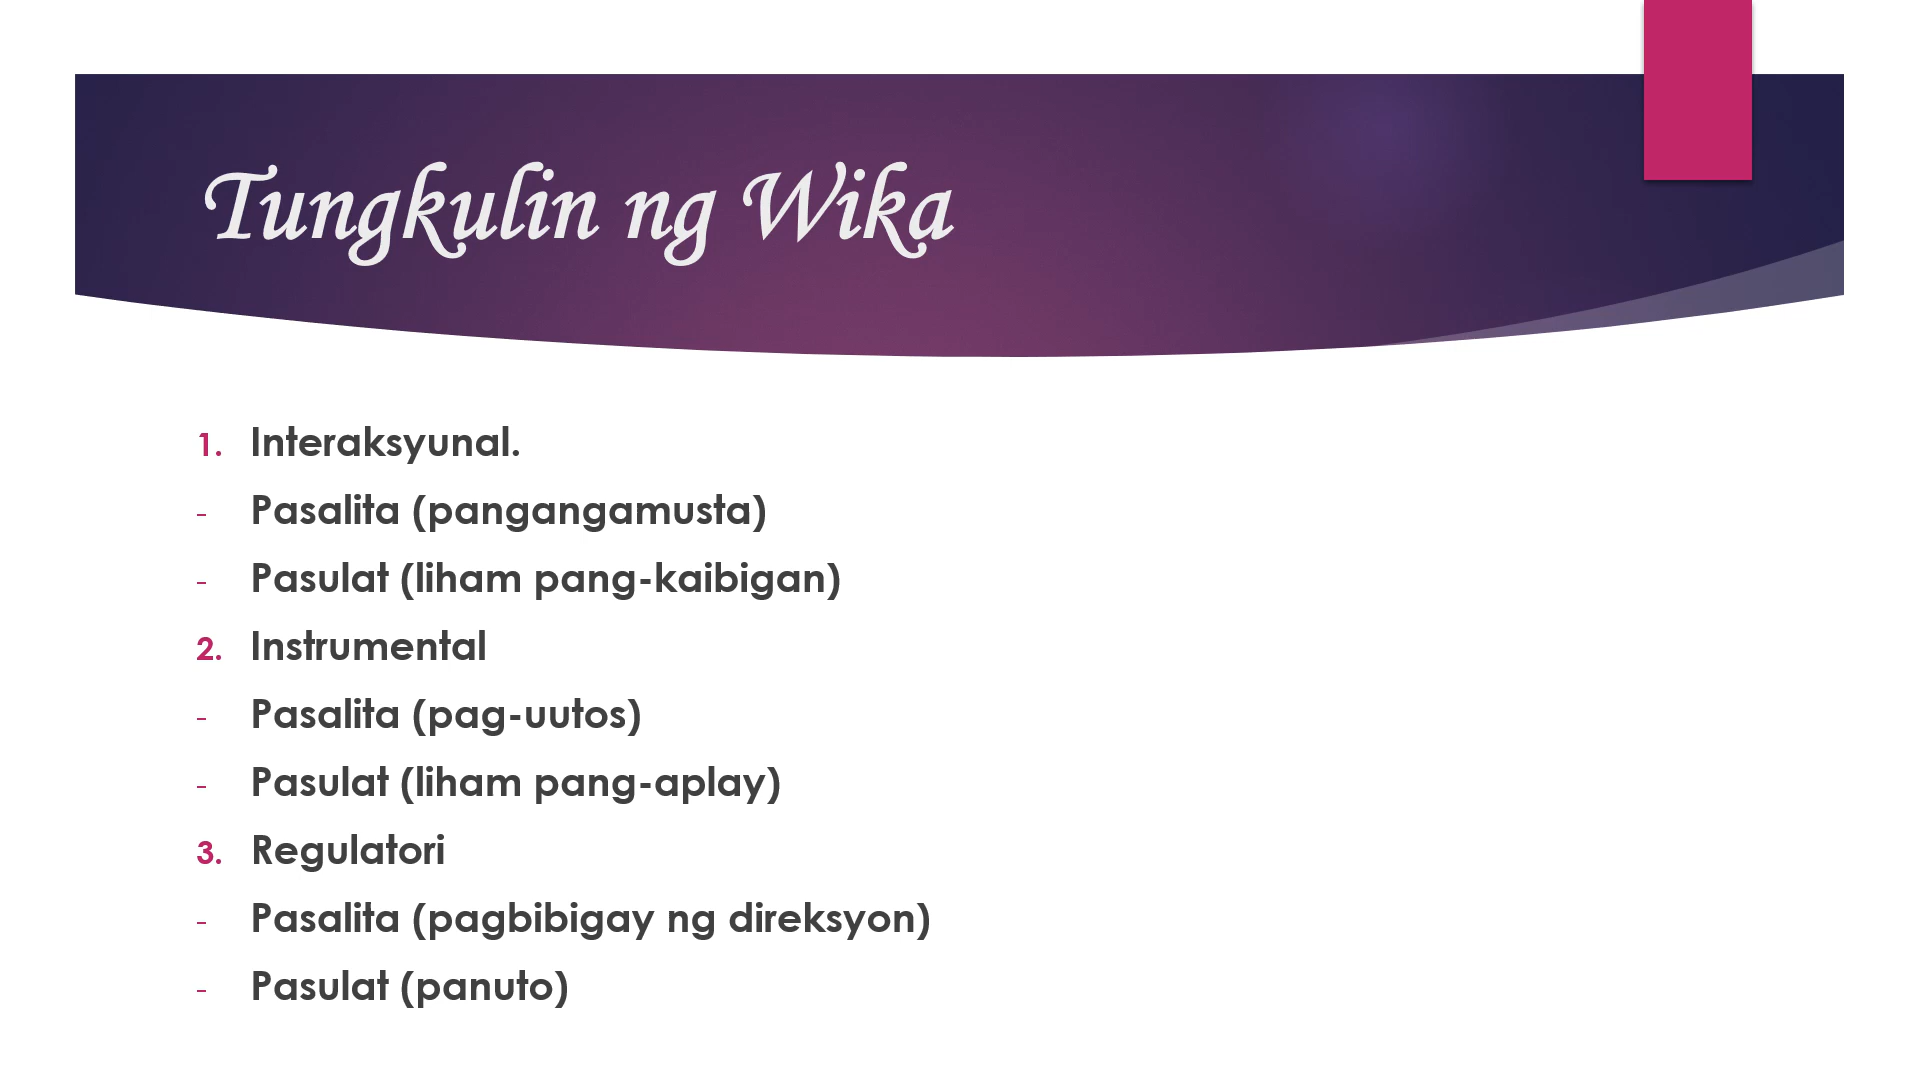 Tungkulin ng Wika
1. Interaksyunal.
- Pasalita (pangangamusta)
- Pasulat (liham pang-kaibigan)
2. Instrumental
- Pasalita (pag-uutos)
- Pasulat (liham pang-aplay)
3. Regulatori
- Pasalita (pagbibigay ng direksyon)
- Pasulat (panuto)